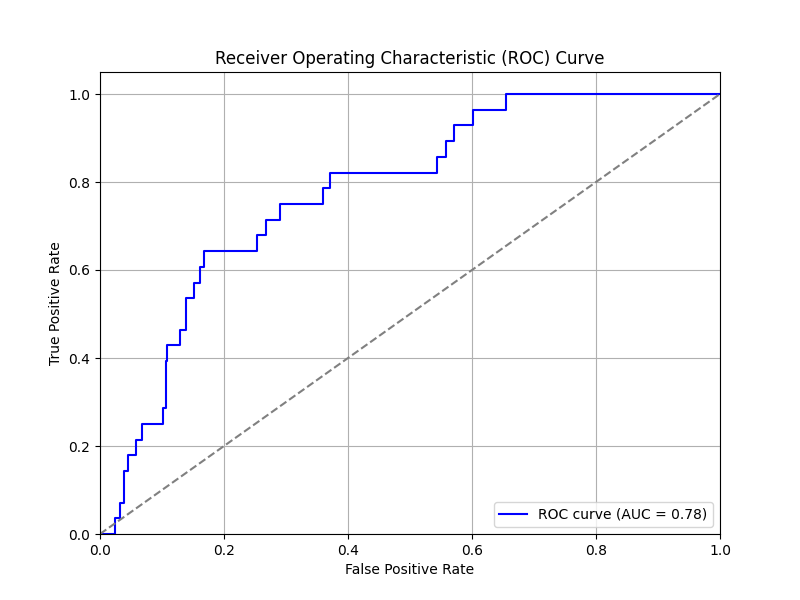 Receiver Operating Characteristic (ROC) Curve
True Positive Rate
1.0
0.8
0.6
0.4
0.2
0.0
ROC curve (AUC = 0.78)
0.0 0.2 0.4 0.6 0.8 1.0
False Positive Rate